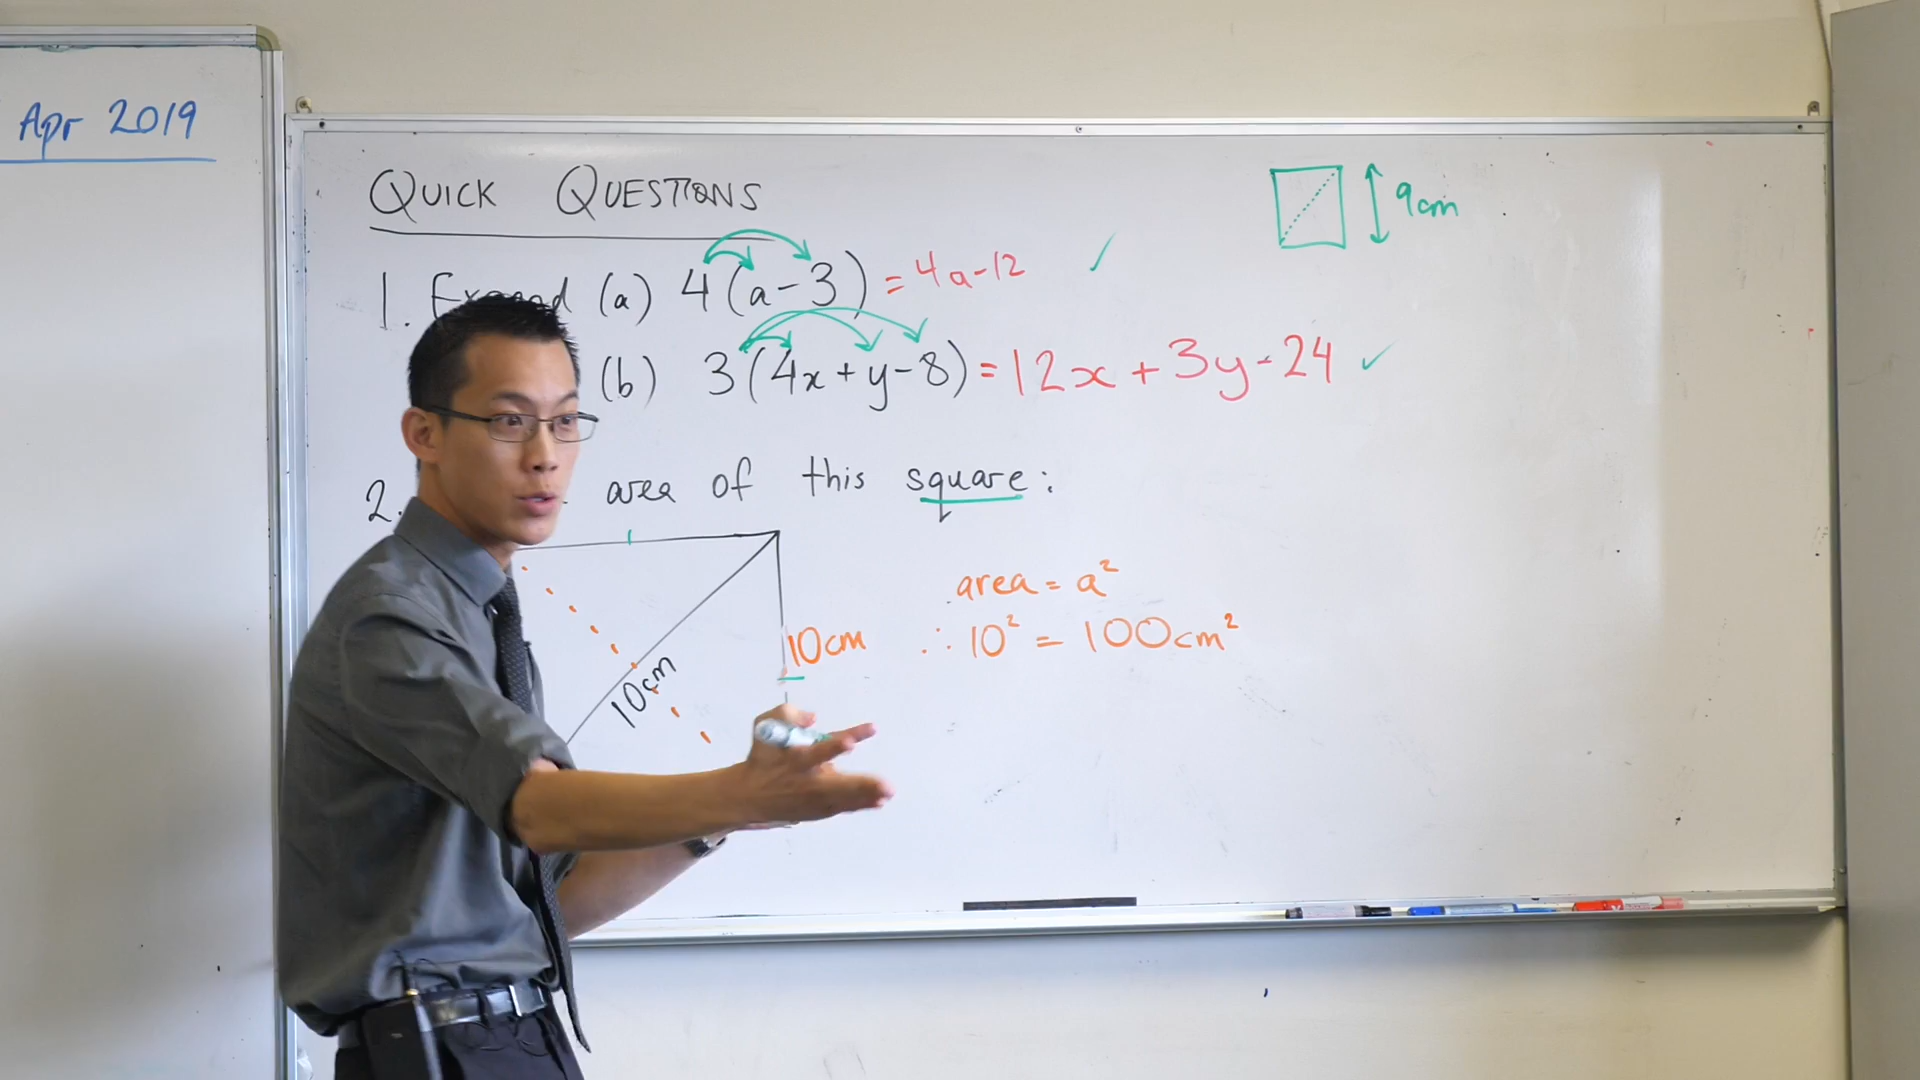 Apr 2019
QUICK QUESTIONS
9cm
1. Expand (a) 4(a-3) = 4a-12 ✓
(b) 3(4x+y-8) = 12x+3y-24 ✓
2. area of this square:
area = a²
10cm
∴ 10² = 100cm²
10cm